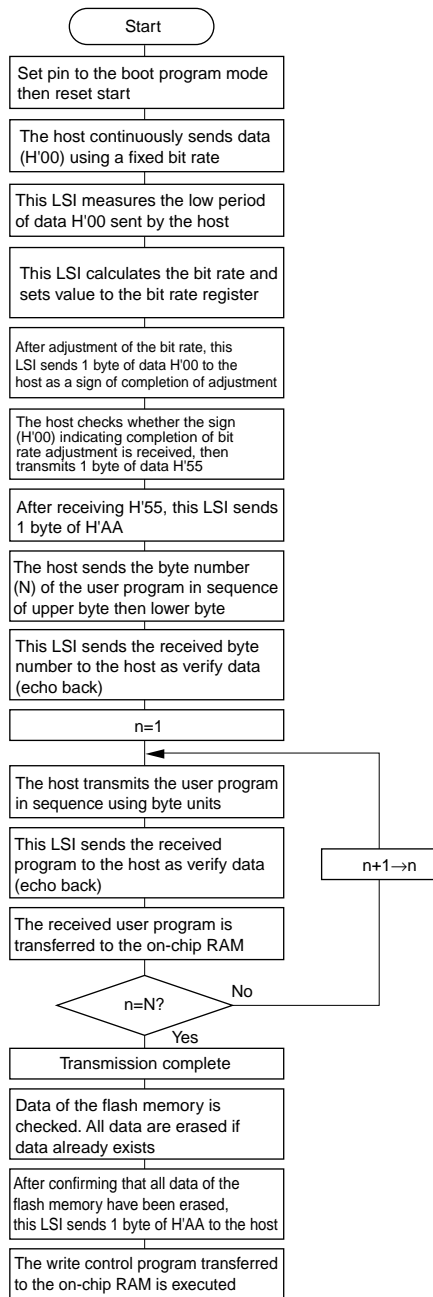 Start
Set pin to the boot program mode
then reset start
The host continuously sends data
(H'00) using a fixed bit rate
This LSI measures the low period
of data H'00 sent by the host
This LSI calculates the bit rate and
sets value to the bit rate register
After adjustment of the bit rate, this
LSI sends 1 byte of data H'00 to the
host as a sign of completion of adjustment
The host checks whether the sign
(H'00) indicating completion of bit
rate adjustment is received, then
transmits 1 byte of data H'55
After receiving H'55, this LSI sends
1 byte of H'AA
The host sends the byte number
(N) of the user program in sequence
of upper byte then lower byte
This LSI sends the received byte
number to the host as verify data
(echo back)
n=1
The host transmits the user program
in sequence using byte units
This LSI sends the received
program to the host as verify data
(echo back)
n+1→n
The received user program is
transferred to the on-chip RAM
n=N?
No
Yes
Transmission complete
Data of the flash memory is
checked. All data are erased if
data already exists
After confirming that all data of the
flash memory have been erased,
this LSI sends 1 byte of H'AA to the host
The write control program transferred
to the on-chip RAM is executed